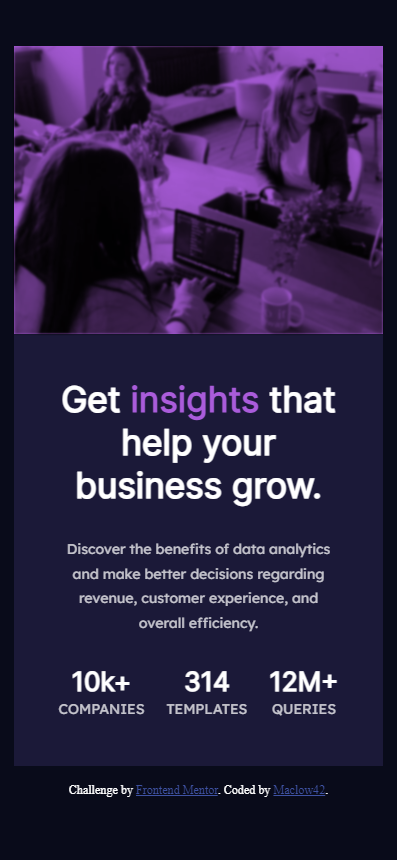 Get insights that
help your
business grow.
Discover the benefits of data analytics
and make better decisions regarding
revenue, customer experience, and
overall efficiency.
10k+ 314 12M+
COMPANIES TEMPLATES QUERIES
Challenge by Frontend Mentor. Coded by Maclow42.